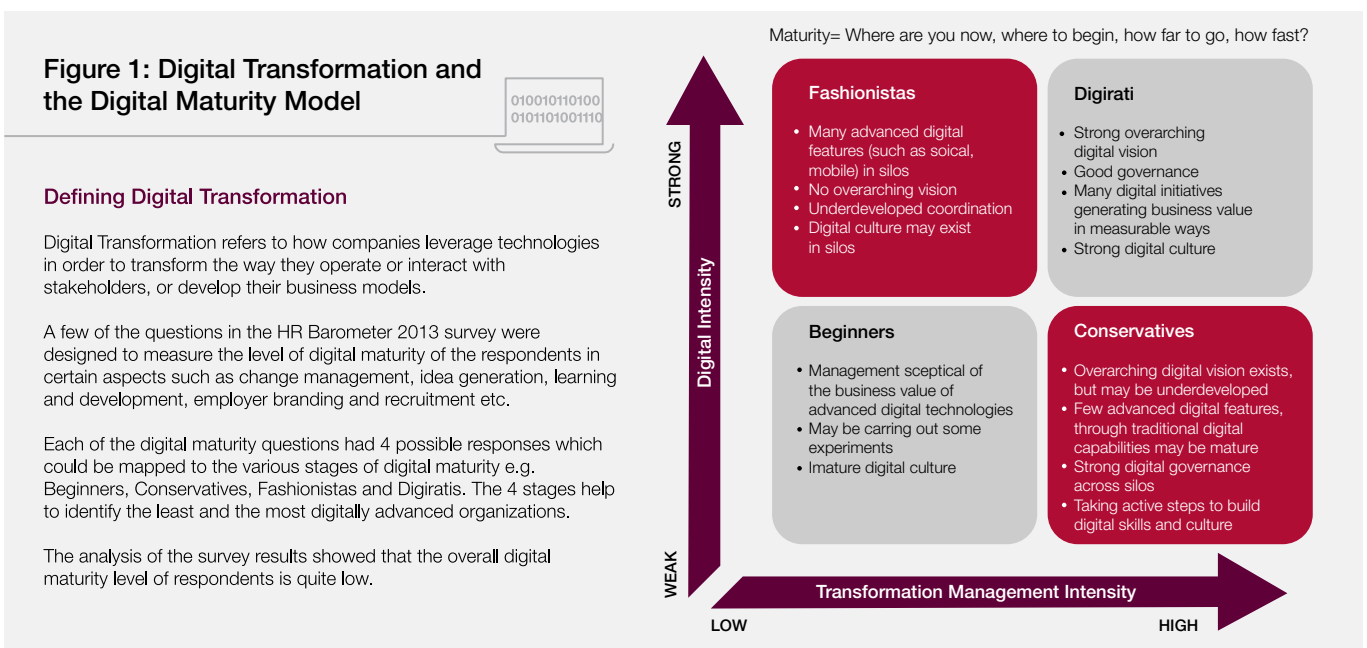 Figure 1: Digital Transformation and
the Digital Maturity Model
010010110100
0101101001110
Defining Digital Transformation
Digital Transformation refers to how companies leverage technologies
in order to transform the way they operate or interact with
stakeholders, or develop their business models.
A few of the questions in the HR Barometer 2013 survey were
designed to measure the level of digital maturity of the respondents in
certain aspects such as change management, idea generation, learning
and development, employer branding and recruitment etc.
Each of the digital maturity questions had 4 possible responses which
could be mapped to the various stages of digital maturity e.g.
Beginners, Conservatives, Fashionistas and Digiratis. The 4 stages help
to identify the least and the most digitally advanced organizations.
The analysis of the survey results showed that the overall digital
maturity level of respondents is quite low.
Maturity= Where are you now, where to begin, how far to go, how fast?
STRONG
Digital Intensity
WEAK
Fashionistas
• Many advanced digital
features (such as soical,
mobile) in silos
• No overarching vision
• Underdeveloped coordination
• Digital culture may exist
in silos
Digirati
• Strong overarching
digital vision
• Good governance
• Many digital initiatives
generating business value
in measurable ways
• Strong digital culture
Beginners
• Management sceptical of
the business value of
advanced digital technologies
• May be carrying out some
experiments
• Imature digital culture
Conservatives
• Overarching digital vision exists,
but may be underdeveloped
• Few advanced digital features,
through traditional digital
capabilities may be mature
• Strong digital governance
across silos
• Taking active steps to build
digital skills and culture
Transformation Management Intensity
LOW
HIGH